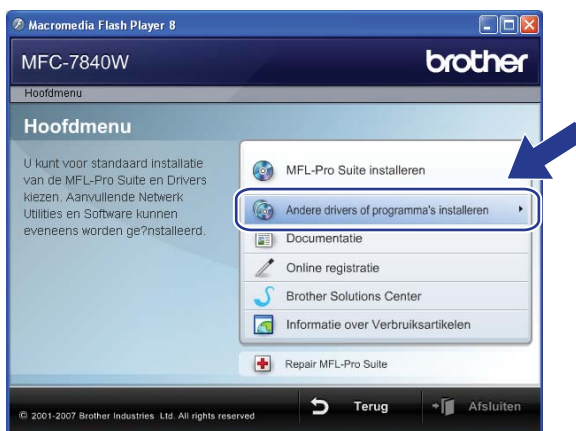 Macromedia Flash Player 8
MFC-7840W
brother
Hoofdmenu
Hoofdmenu
U kunt voor standaard installatie
van de MFL-Pro Suite en Drivers
kiezen. Aanvullende Netwerk
Utilities en Software kunnen
eveneens worden ge?nstalleerd.
MFL-Pro Suite installeren
Andere drivers of programma's installeren
Documentatie
Online registratie
Brother Solutions Center
Informatie over Verbruiksartikelen
Repair MFL-Pro Suite
© 2001-2007 Brother Industries Ltd. All rights reserved
Terug
Afsluiten